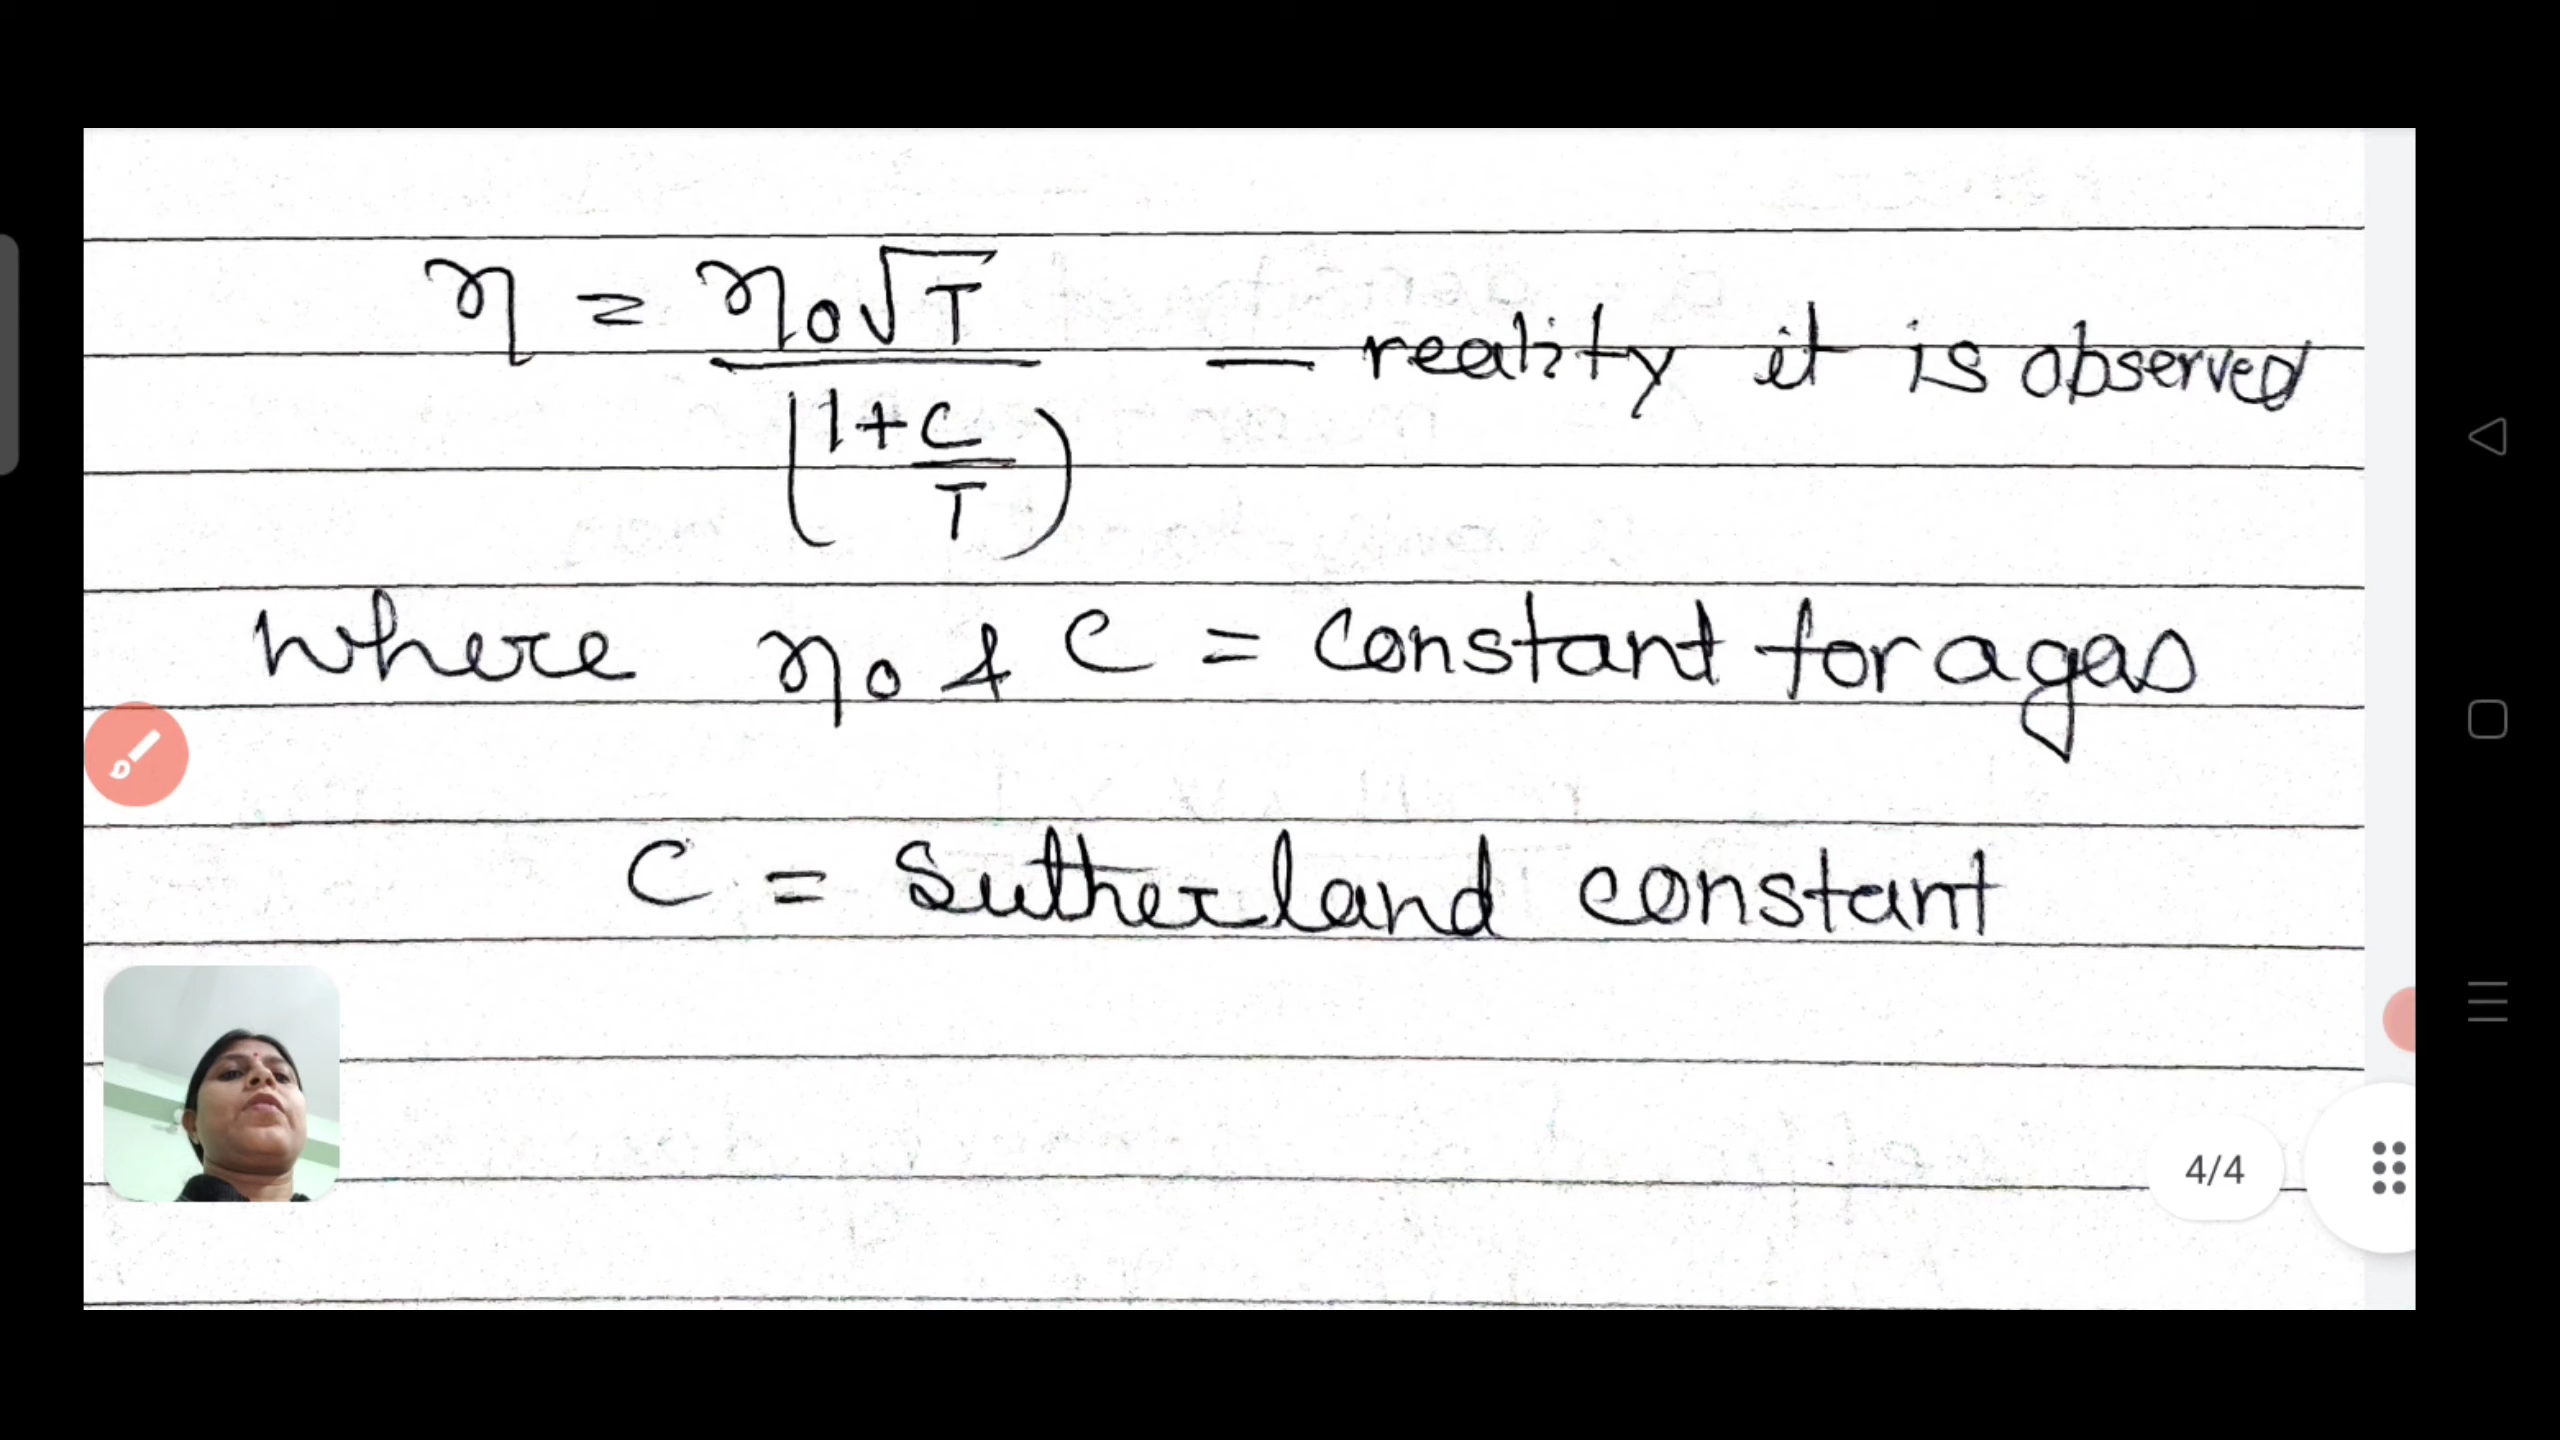 η = η₀√T / (1 + C/T) — reality it is observed
where η₀ & C = constant for a gas
C = Sutherland constant
4/4